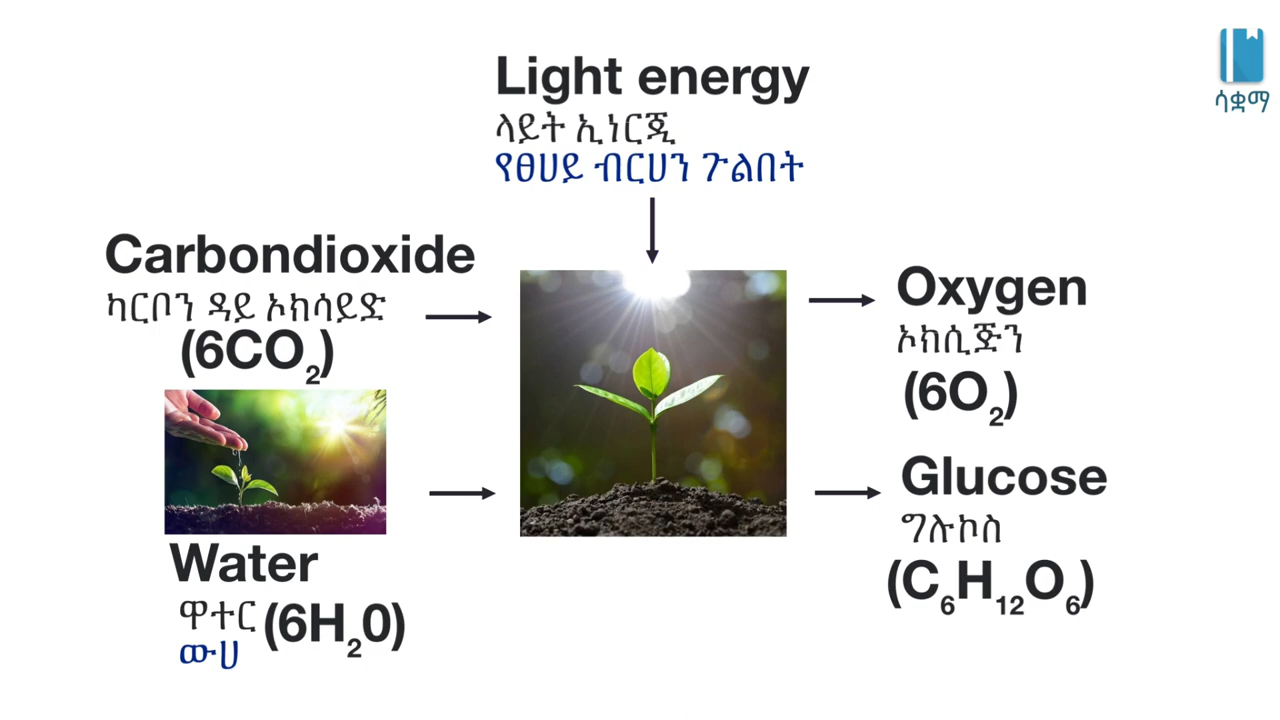 ሳቋማ
Light energy
ላይት ኢነርጂ
የፀሀይ ብርሀን ጉልበት
Carbondioxide
ካርቦን ዳይ ኦክሳይድ
(6CO₂)
Water
ዋተር (6H₂0)
ውሀ
Oxygen
ኦክሲጅን
(6O₂)
Glucose
ግሉኮስ
(C₆H₁₂O₆)